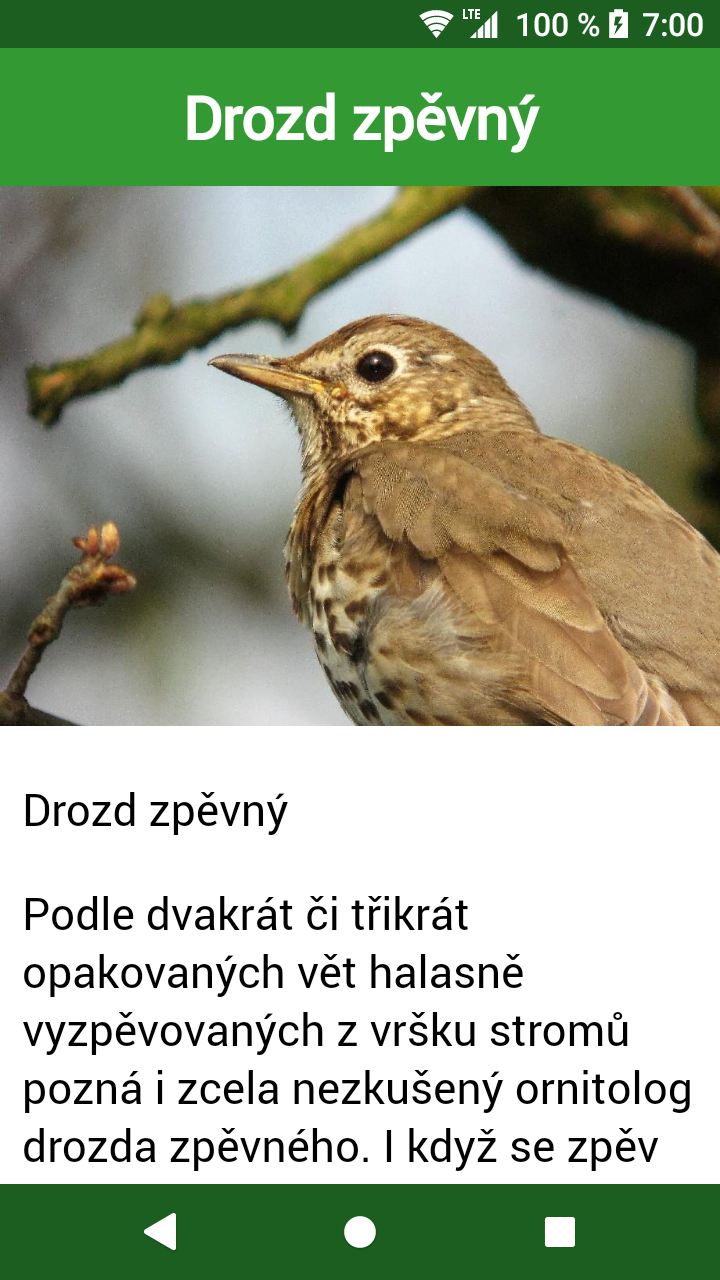 LTE 100 % 7:00
Drozd zpěvný
Drozd zpěvný
Podle dvakrát či třikrát
opakovaných vět halasně
vyzpěvovaných z vršku stromů
pozná i zcela nezkušený ornitolog
drozda zpěvného. I když se zpěv